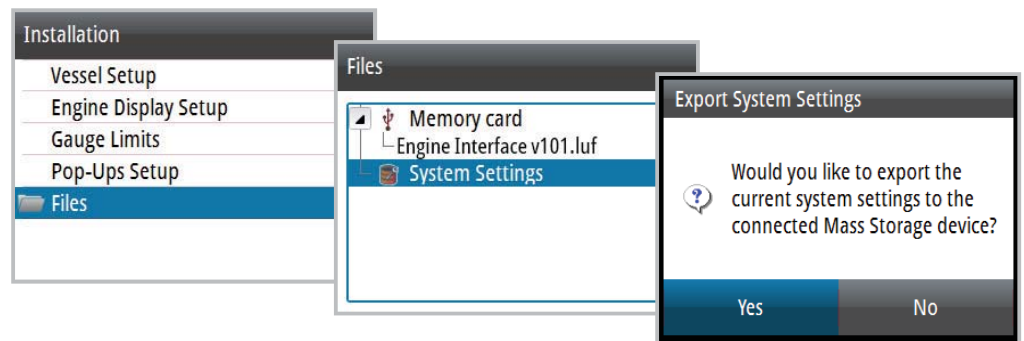 Installation
Vessel Setup
Engine Display Setup
Gauge Limits
Pop-Ups Setup
Files
Files
Memory card
Engine Interface v101.luf
System Settings
Export System Settings
Would you like to export the
current system settings to the
connected Mass Storage device?
Yes
No